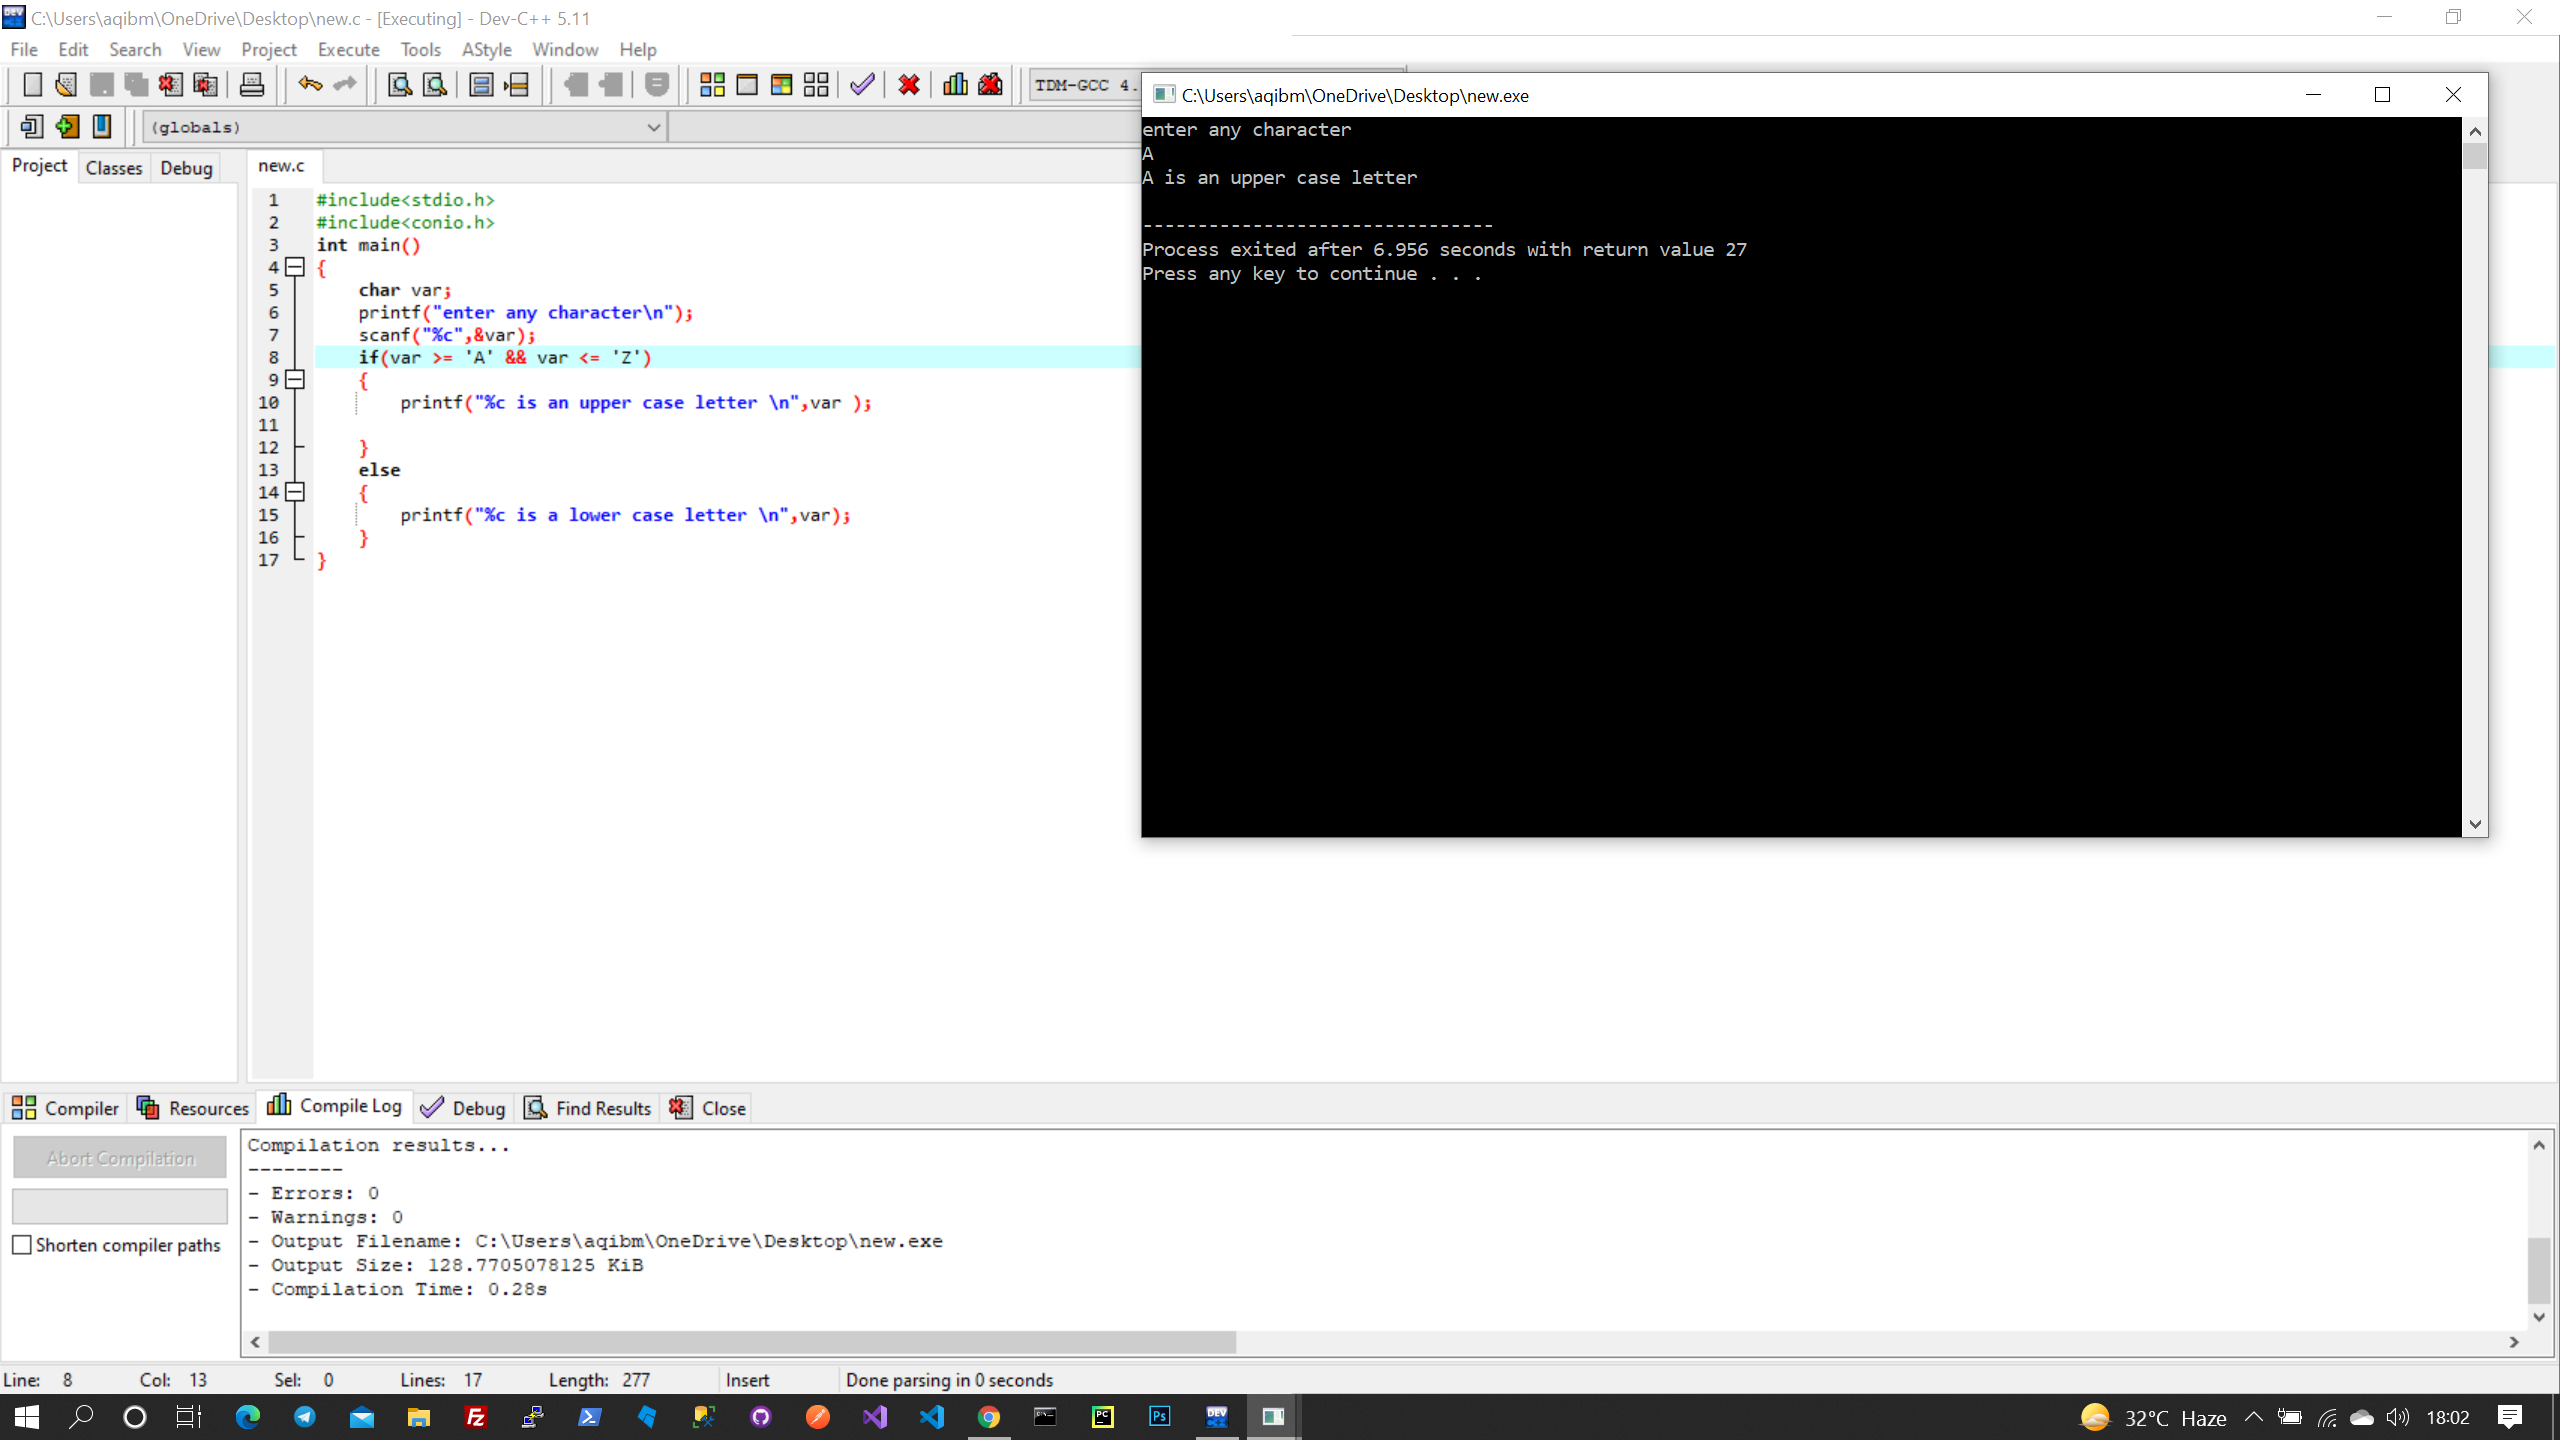 C:\Users\aqibm\OneDrive\Desktop\new.c - [Executing] - Dev-C++ 5.11
File Edit Search View Project Execute Tools AStyle Window Help
TDM-GCC 4.
(globals)
Project Classes Debug
new.c
1 #include<stdio.h>
2 #include<conio.h>
3 int main()
4 {
5 char var;
6 printf("enter any character\n");
7 scanf("%c",&var);
8 if(var >= 'A' && var <= 'Z')
9 {
10 printf("%c is an upper case letter \n",var );
11
12 }
13 else
14 {
15 printf("%c is a lower case letter \n",var);
16 }
17 }
C:\Users\aqibm\OneDrive\Desktop\new.exe
enter any character
A
A is an upper case letter
--------------------------------
Process exited after 6.956 seconds with return value 27
Press any key to continue . . .
Compiler Resources Compile Log Debug Find Results Close
Abort Compilation
Shorten compiler paths
Compilation results...
--------
- Errors: 0
- Warnings: 0
- Output Filename: C:\Users\aqibm\OneDrive\Desktop\new.exe
- Output Size: 128.7705078125 KiB
- Compilation Time: 0.28s
Line: 8 Col: 13 Sel: 0 Lines: 17 Length: 277 Insert Done parsing in 0 seconds
32°C Haze 18:02